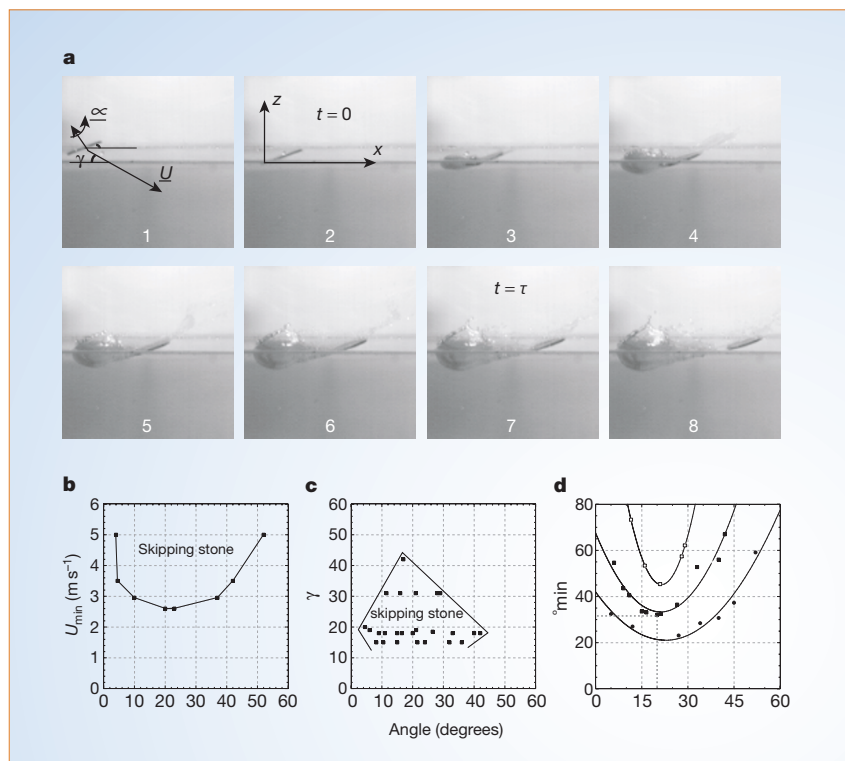 a
∝
γ
U
1
z
t = 0
x
2
3
4
5
6
t = τ
7
8
b
6
5
4
3
2
1
0
U min (m s⁻¹)
Skipping stone
0 10 20 30 40 50 60
c
60
50
40
30
20
10
0
γ
skipping stone
0 10 20 30 40 50 60
Angle (degrees)
d
80
60
40
20
0
°min
0 15 30 45 60